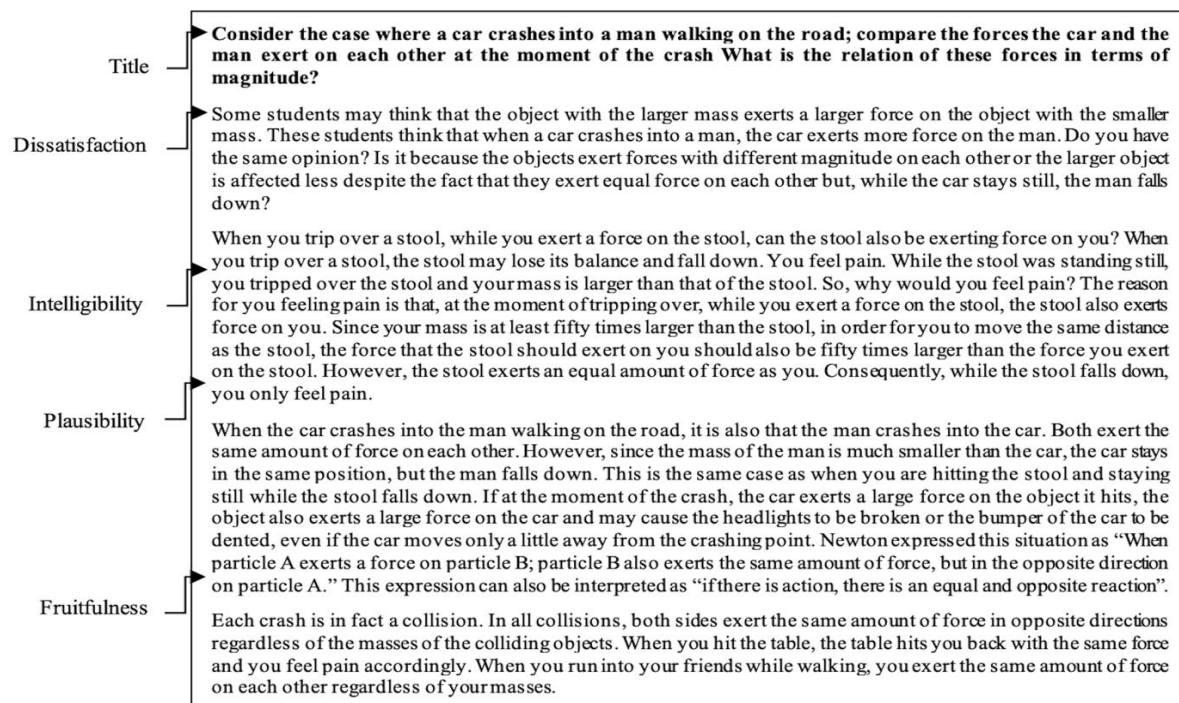 Title
Consider the case where a car crashes into a man walking on the road; compare the forces the car and the
man exert on each other at the moment of the crash What is the relation of these forces in terms of
magnitude?
Dissatisfaction
Some students may think that the object with the larger mass exerts a larger force on the object with the smaller
mass. These students think that when a car crashes into a man, the car exerts more force on the man. Do you have
the same opinion? Is it because the objects exert forces with different magnitude on each other or the larger object
is affected less despite the fact that they exert equal force on each other but, while the car stays still, the man falls
down?
Intelligibility
When you trip over a stool, while you exert a force on the stool, can the stool also be exerting force on you? When
you trip over a stool, the stool may lose its balance and fall down. You feel pain. While the stool was standing still,
you tripped over the stool and your mass is larger than that of the stool. So, why would you feel pain? The reason
for you feeling pain is that, at the moment of tripping over, while you exert a force on the stool, the stool also exerts
force on you. Since your mass is at least fifty times larger than the stool, in order for you to move the same distance
as the stool, the force that the stool should exert on you should also be fifty times larger than the force you exert
on the stool. However, the stool exerts an equal amount of force as you. Consequently, while the stool falls down,
you only feel pain.
Plausibility
When the car crashes into the man walking on the road, it is also that the man crashes into the car. Both exert the
same amount of force on each other. However, since the mass of the man is much smaller than the car, the car stays
in the same position, but the man falls down. This is the same case as when you are hitting the stool and staying
still while the stool falls down. If at the moment of the crash, the car exerts a large force on the object it hits, the
object also exerts a large force on the car and may cause the headlights to be broken or the bumper of the car to be
dented, even if the car moves only a little away from the crashing point. Newton expressed this situation as “When
particle A exerts a force on particle B; particle B also exerts the same amount of force, but in the opposite direction
on particle A.” This expression can also be interpreted as “if there is action, there is an equal and opposite reaction”.
Fruitfulness
Each crash is in fact a collision. In all collisions, both sides exert the same amount of force in opposite directions
regardless of the masses of the colliding objects. When you hit the table, the table hits you back with the same force
and you feel pain accordingly. When you run into your friends while walking, you exert the same amount of force
on each other regardless of your masses.